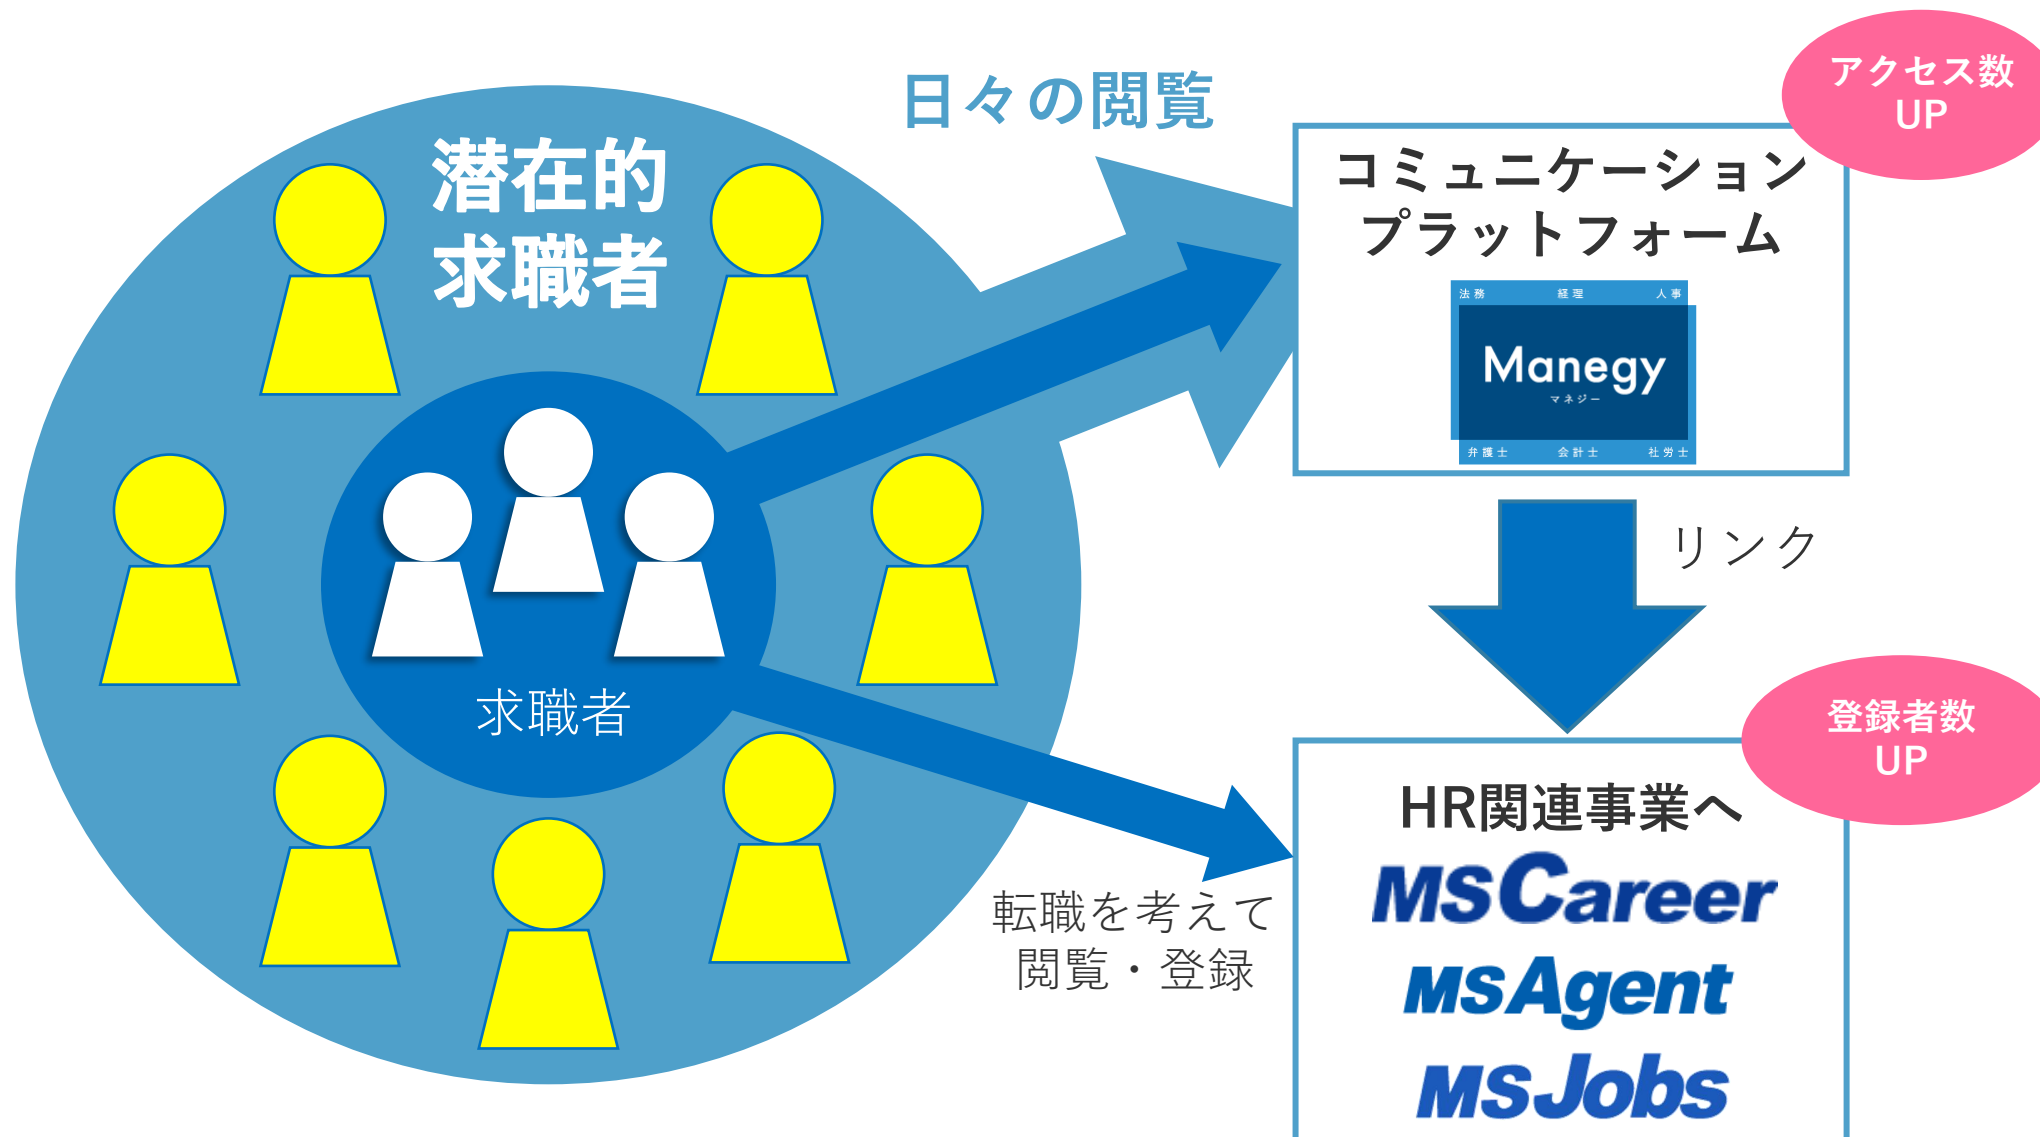 潜在的
求職者
求職者
日々の閲覧
アクセス数
UP
コミュニケーション
プラットフォーム
法務 経理 人事
Manegy
マネジー
弁護士 会計士 社労士
リンク
登録者数
UP
HR関連事業へ
MSCareer
MSAgent
MSJobs
転職を考えて
閲覧・登録